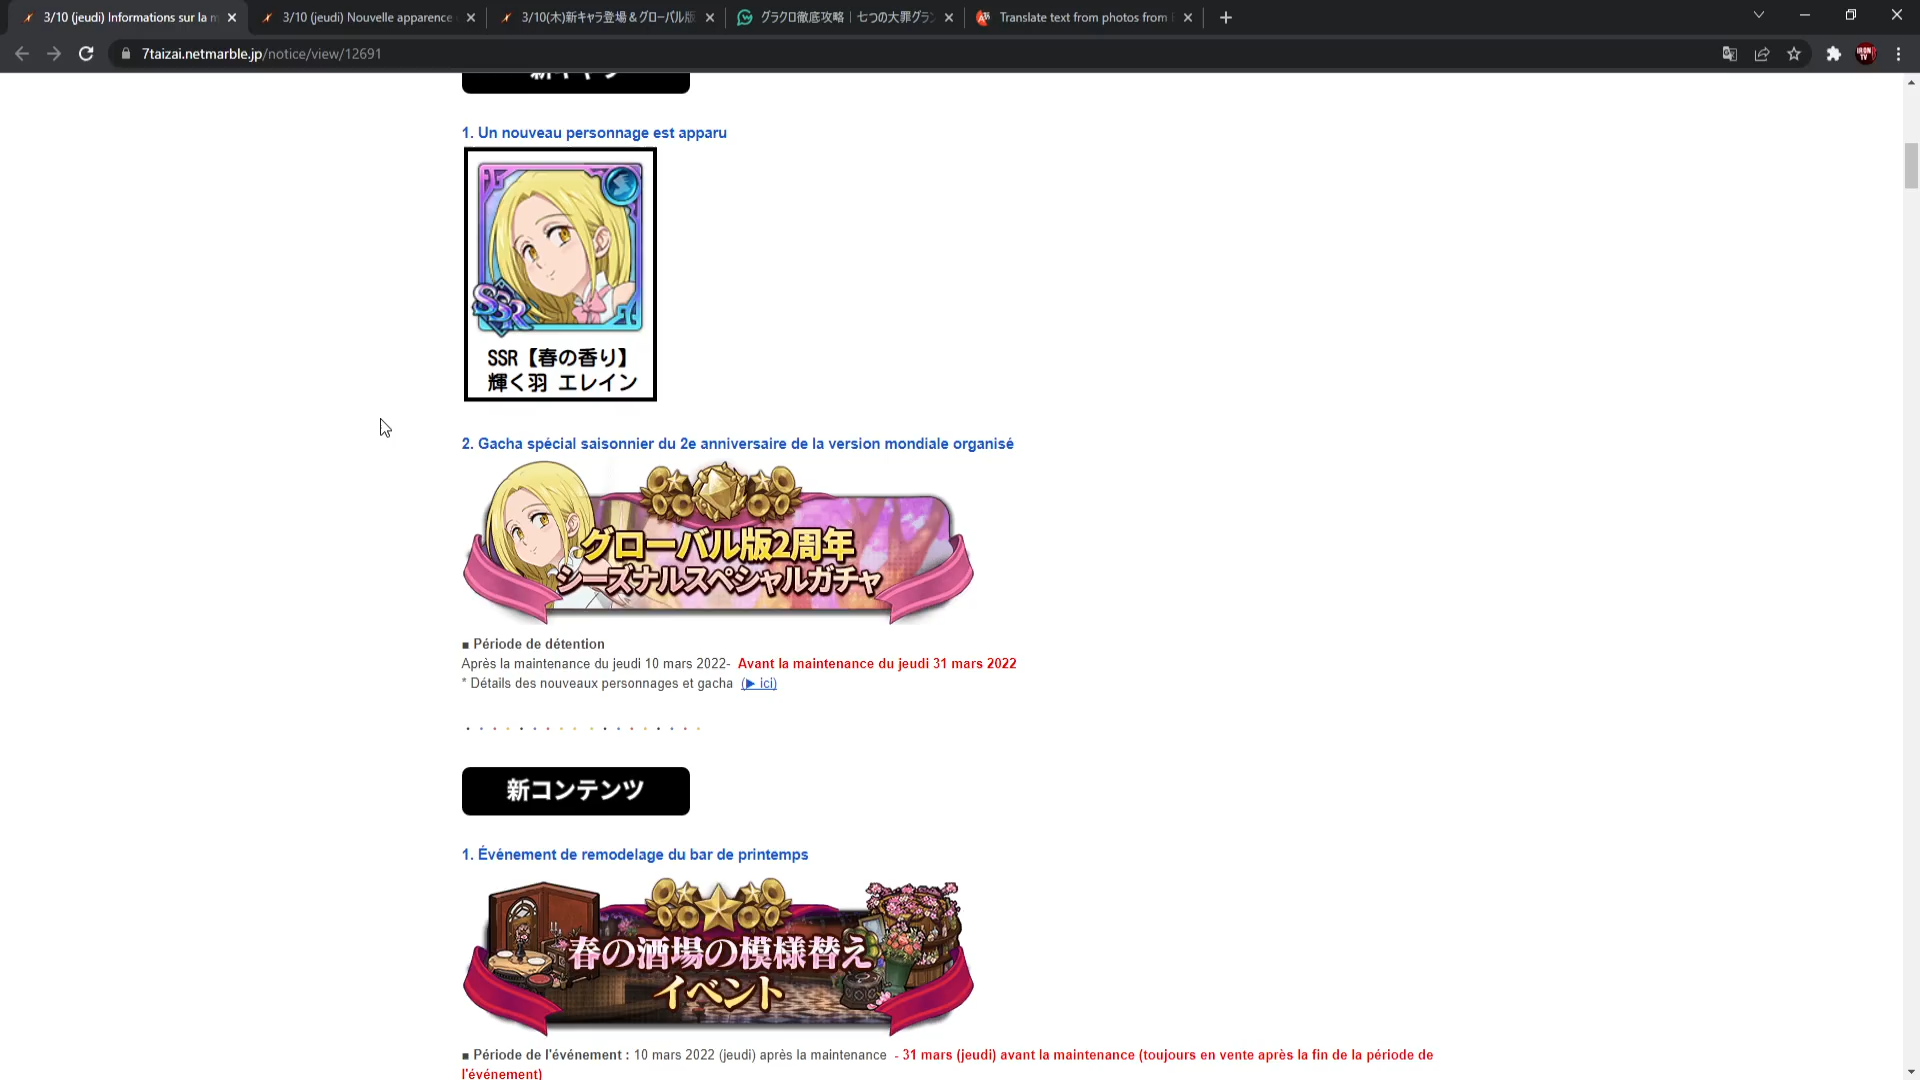 3/10 (jeudi) Informations sur la m
3/10 (jeudi) Nouvelle apparence
3/10(木)新キャラ登場＆グローバル版
グラクロ徹底攻略｜七つの大罪グラン
Translate text from photos from
7taizai.netmarble.jp/notice/view/12691
1. Un nouveau personnage est apparu
SSR
SSR【春の香り】
輝く羽 エレイン
2. Gacha spécial saisonnier du 2e anniversaire de la version mondiale organisé
グローバル版2周年
シーズナルスペシャルガチャ
■ Période de détention
Après la maintenance du jeudi 10 mars 2022- Avant la maintenance du jeudi 31 mars 2022
* Détails des nouveaux personnages et gacha (▶ ici)
新コンテンツ
1. Événement de remodelage du bar de printemps
春の酒場の模様替え
イベント
■ Période de l'événement : 10 mars 2022 (jeudi) après la maintenance - 31 mars (jeudi) avant la maintenance (toujours en vente après la fin de la période de
l'événement)